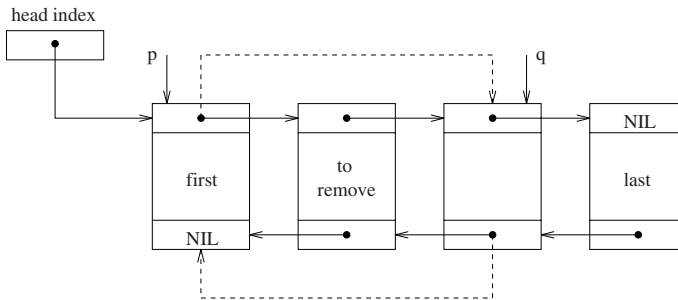 head index
p
q
NIL
first
to
remove
last
NIL